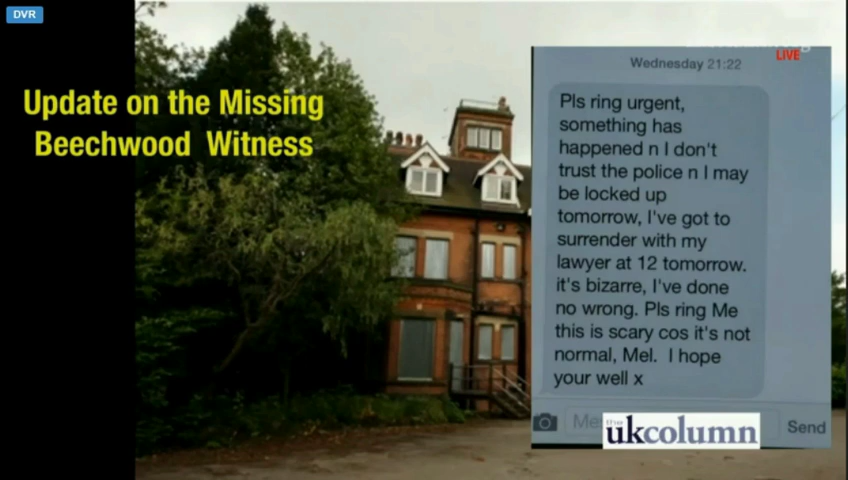 DVR
Update on the Missing
Beechwood Witness
LIVE
Wednesday 21:22
Pls ring urgent,
something has
happened n I don't
trust the police n I may
be locked up
tomorrow, I've got to
surrender with my
lawyer at 12 tomorrow.
it's bizarre, I've done
no wrong. Pls ring Me
this is scary cos it's not
normal, Mel. I hope
your well x
Send
ukcolumn